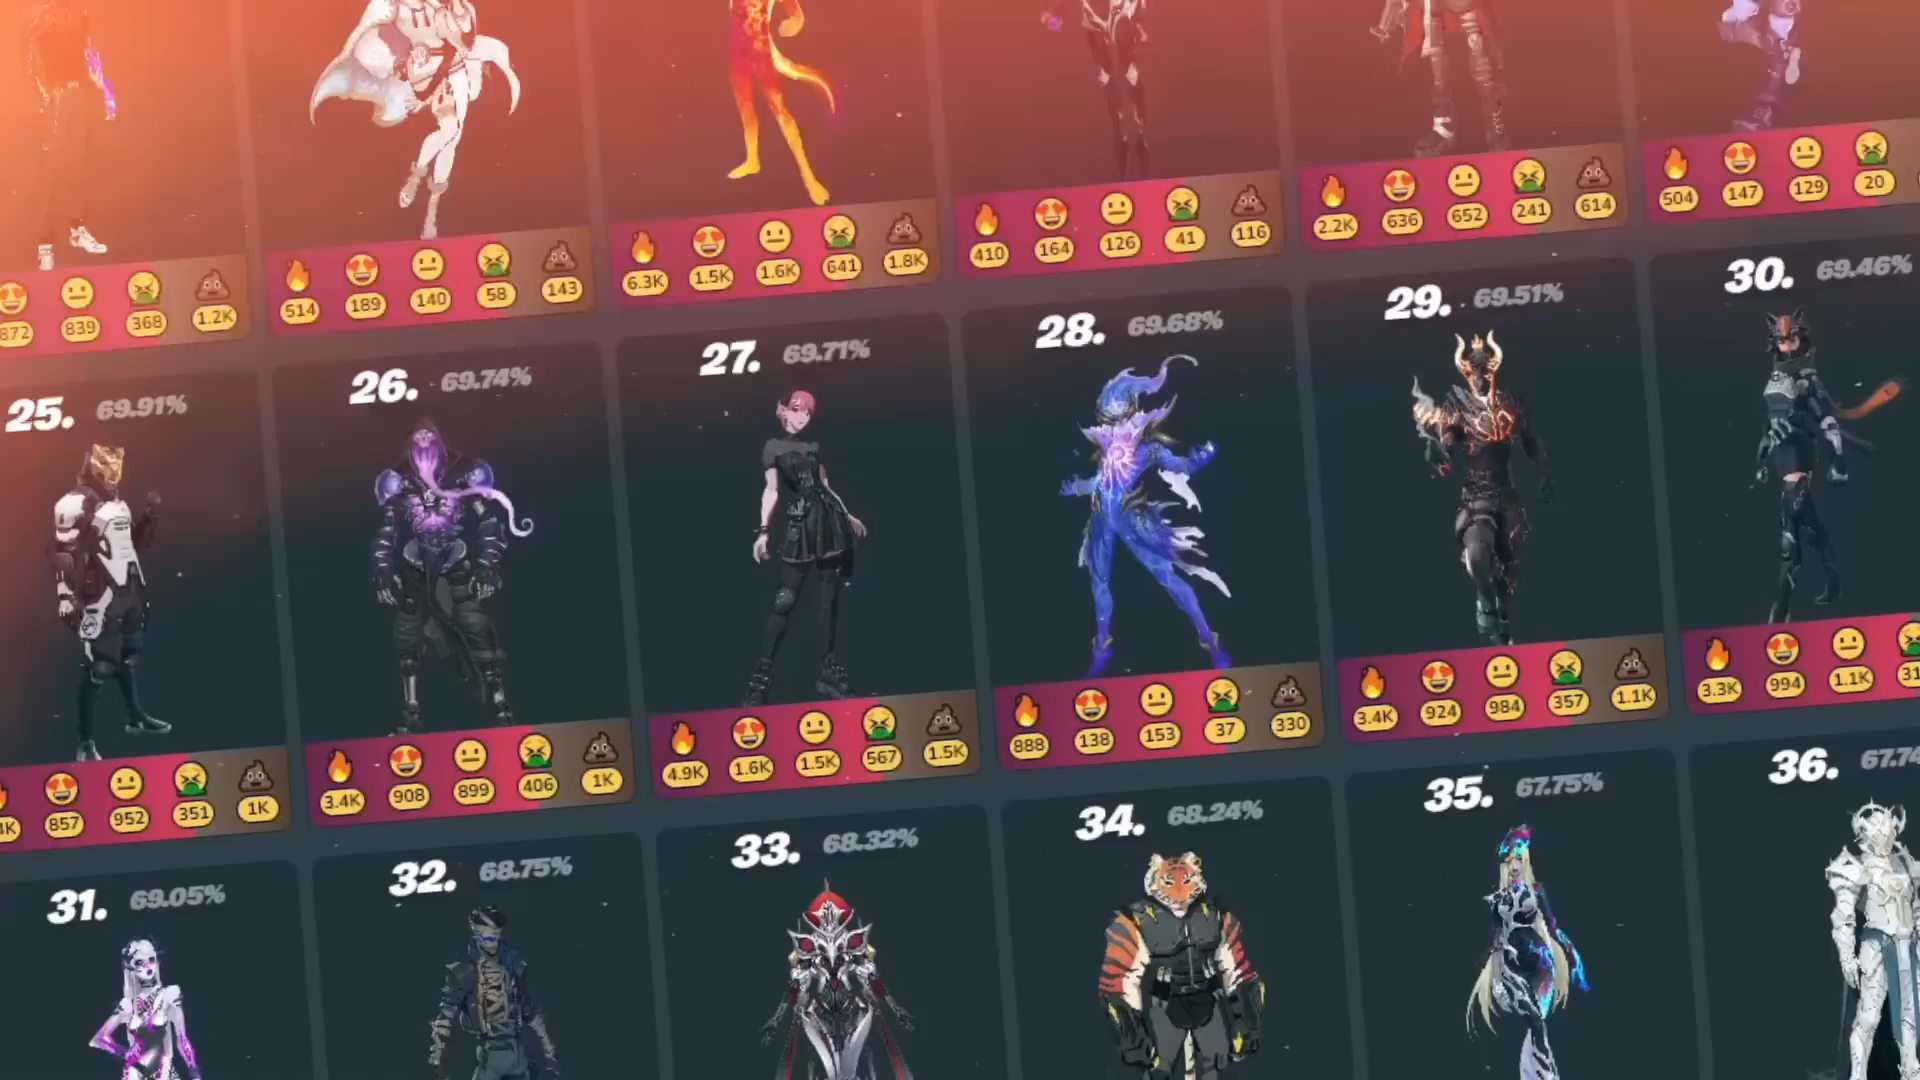 872 839 368 1.2K
514 189 140 58 143
6.3K 1.5K 1.6K 641 1.8K
410 164 126 41 116
2.2K 636 652 241 614
504 147 129 20
25. 69.91%
857 952 351 1K
26. 69.74%
3.4K 908 899 406 1K
27. 69.71%
4.9K 1.6K 1.5K 567 1.5K
28. 69.68%
888 138 153 37 330
29. 69.51%
3.4K 924 984 357 1.1K
30. 69.46%
3.3K 994 1.1K
31. 69.05%
32. 68.75%
33. 68.32%
34. 68.24%
35. 67.75%
36.